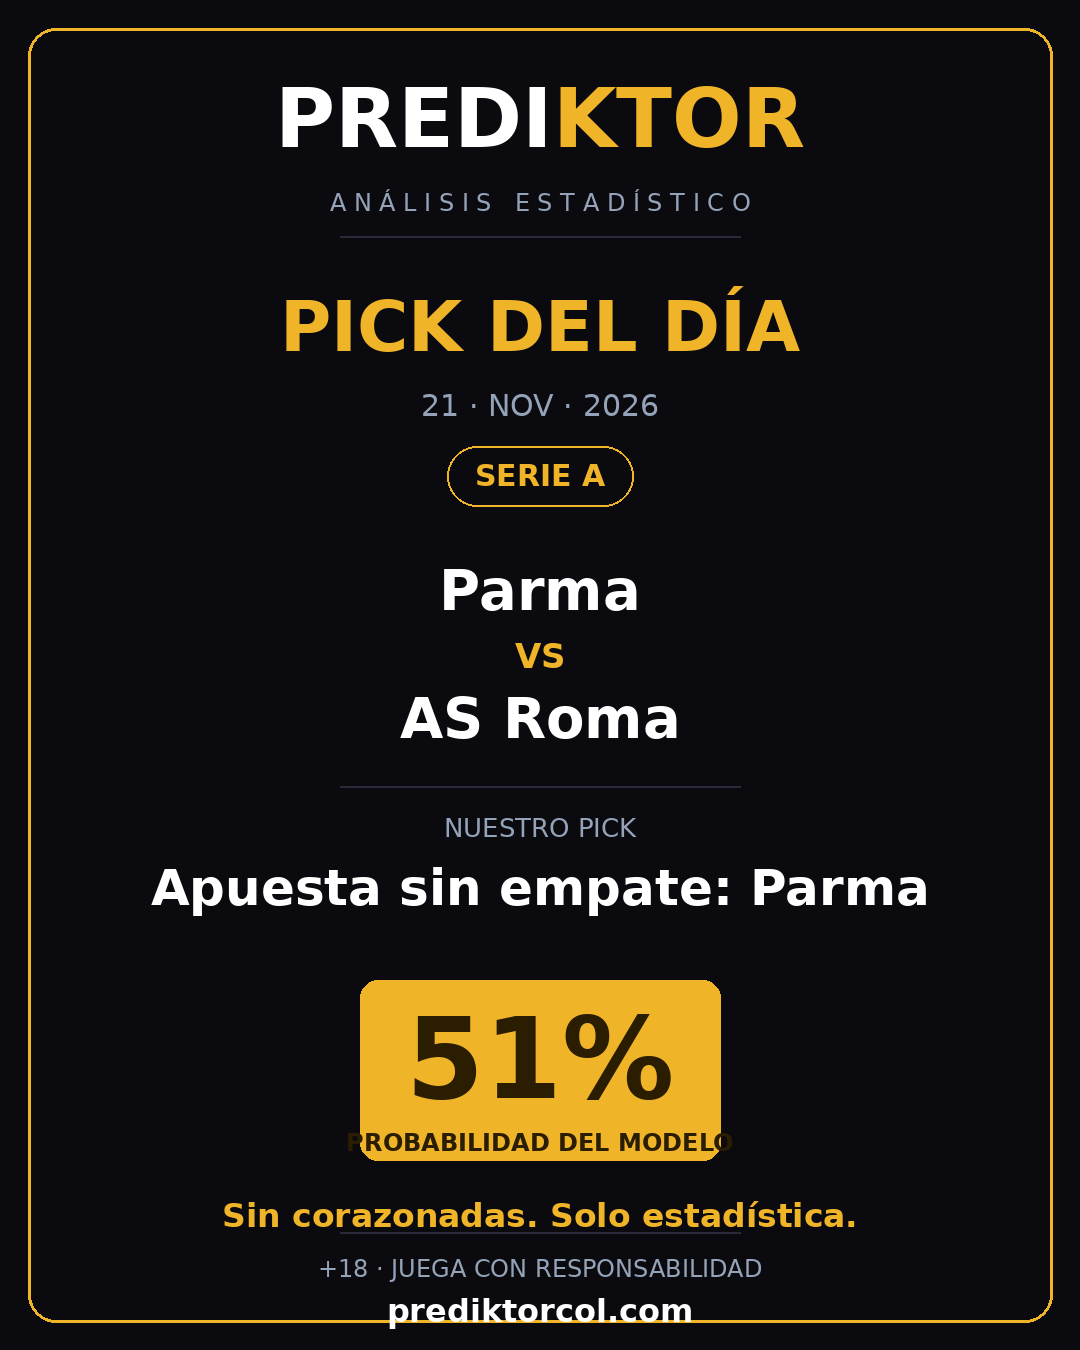 PREDIKTOR
ANÁLISIS ESTADÍSTICO
PICK DEL DÍA
21 · NOV · 2026
SERIE A
Parma
VS
AS Roma
NUESTRO PICK
Apuesta sin empate: Parma
51%
PROBABILIDAD DEL MODELO
Sin corazonadas. Solo estadística.
+18 · JUEGA CON RESPONSABILIDAD
prediktorcol.com